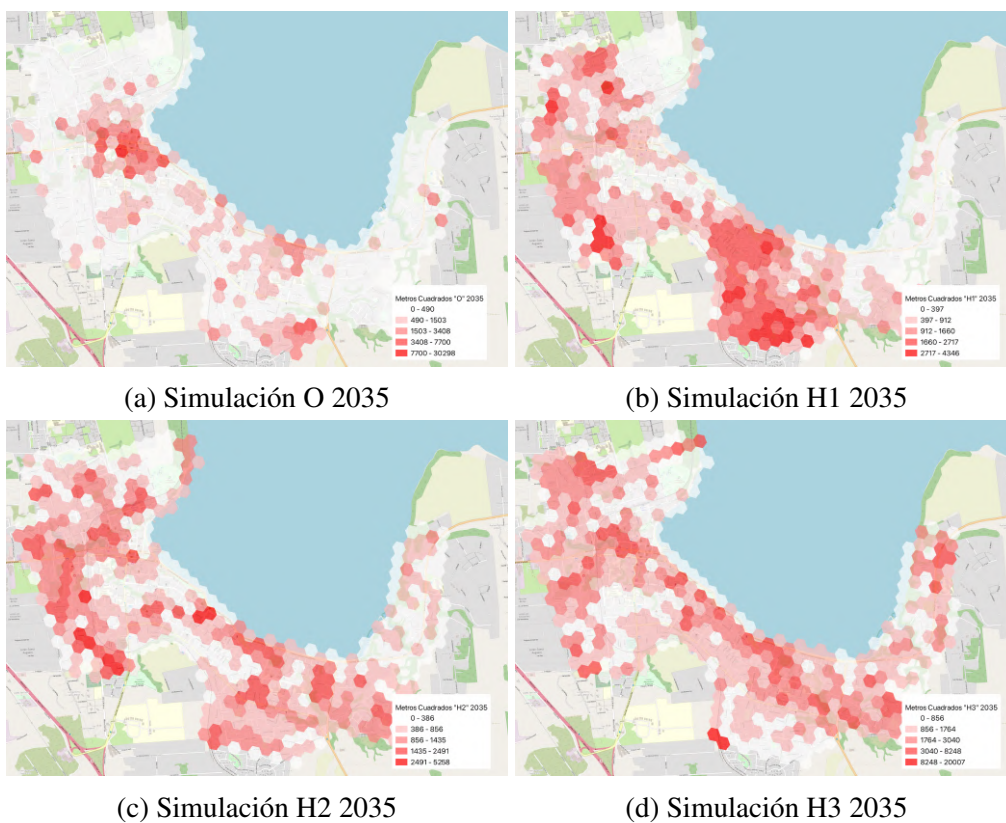 Metros Cuadrados "O" 2035
0 - 490
490 - 1503
1503 - 3408
3408 - 7700
7700 - 30298
Metros Cuadrados "H1" 2035
0 - 397
397 - 912
912 - 1660
1660 - 2717
2717 - 4346
(a) Simulación O 2035
(b) Simulación H1 2035
Metros Cuadrados "H2" 2035
0 - 386
386 - 856
856 - 1435
1435 - 2491
2491 - 5258
Metros Cuadrados "H3" 2035
0 - 856
856 - 1764
1764 - 3040
3040 - 8248
8248 - 20007
(c) Simulación H2 2035
(d) Simulación H3 2035